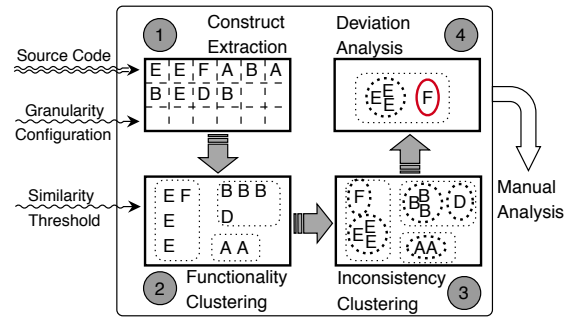 1
Construct
Extraction
Deviation
Analysis
4
Source Code
E E F A B A
B E D B
E E E F
Granularity
Configuration
Similarity
Threshold
E F
E
E
B B B
D
A A
F
E E E
B B B
D
A A
Manual
Analysis
2
Functionality
Clustering
Inconsistency
Clustering
3